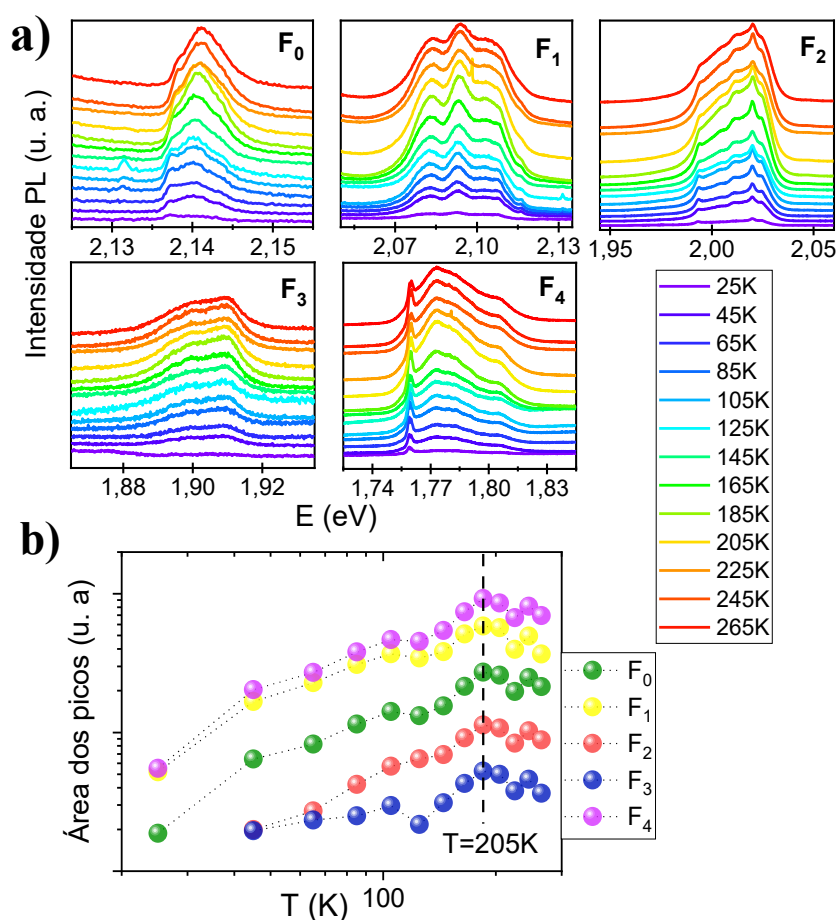 a)
Intensidade PL (u. a.)
F0
2,13 2,14 2,15
F1
2,07 2,10 2,13
F2
1,95 2,00 2,05
F3
1,88 1,90 1,92
F4
1,74 1,77 1,80 1,83
E (eV)
25K
45K
65K
85K
105K
125K
145K
165K
185K
205K
225K
245K
265K
b)
Área dos picos (u. a)
T=205K
T (K)
100
F0
F1
F2
F3
F4